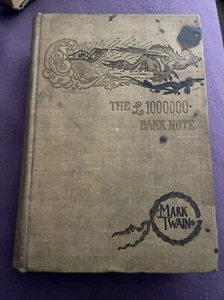 THE £1000000-
BANK NOTE
MARK
TWAIN